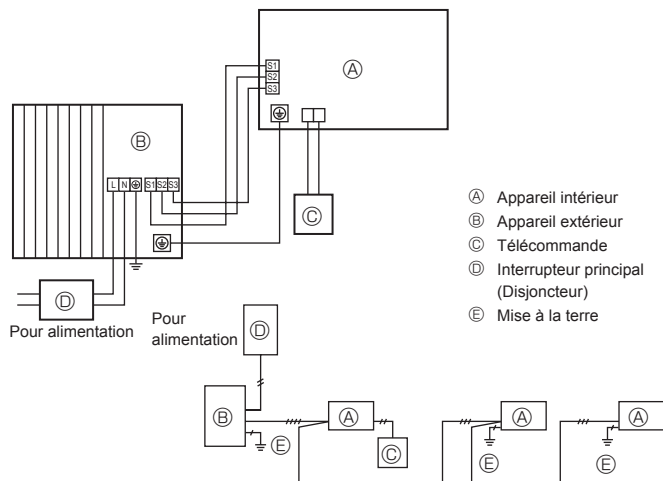 S1
S2
S3
Ⓐ
Ⓑ
L N S1 S2 S3
Ⓒ
Ⓓ
Pour alimentation
Ⓐ Appareil intérieur
Ⓑ Appareil extérieur
Ⓒ Télécommande
Ⓓ Interrupteur principal
(Disjoncteur)
Ⓔ Mise à la terre
Pour
alimentation
Ⓓ
Ⓑ
Ⓔ
Ⓐ
Ⓒ
Ⓐ
Ⓔ
Ⓐ
Ⓔ